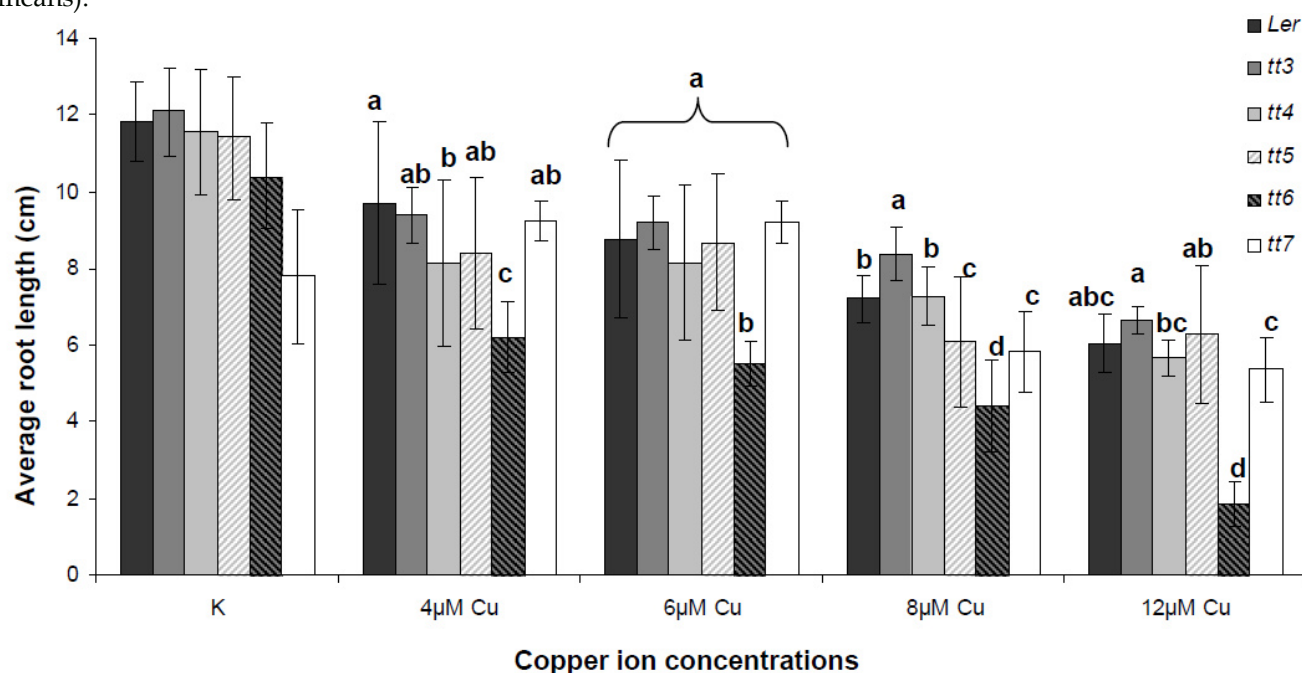 means).
14
12
10
8
6
4
2
0
Average root length (cm)
a
ab
b
ab
c
ab
a
b
b
a
b
c
d
c
abc
a
bc
ab
d
c
K
4µM Cu
6µM Cu
8µM Cu
12µM Cu
Copper ion concentrations
Ler
tt3
tt4
tt5
tt6
tt7